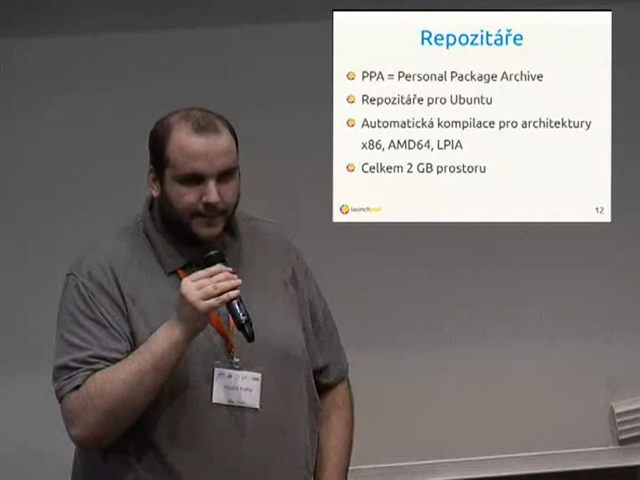 Repozitáře
PPA = Personal Package Archive
Repozitáře pro Ubuntu
Automatická kompilace pro architektury
x86, AMD64, LPIA
Celkem 2 GB prostoru
launchpad
12